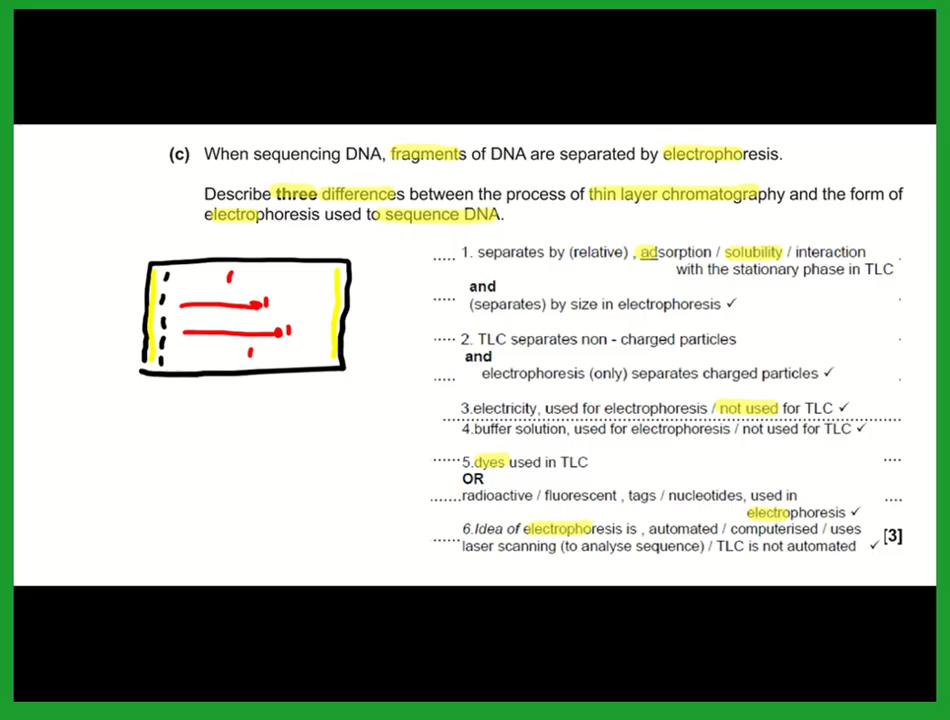 (c) When sequencing DNA, fragments of DNA are separated by electrophoresis.
Describe three differences between the process of thin layer chromatography and the form of
electrophoresis used to sequence DNA.
1. separates by (relative) , adsorption / solubility / interaction
with the stationary phase in TLC
and
(separates) by size in electrophoresis ✓
2. TLC separates non - charged particles
and
electrophoresis (only) separates charged particles ✓
3.electricity, used for electrophoresis / not used for TLC ✓
4.buffer solution, used for electrophoresis / not used for TLC ✓
5.dyes used in TLC
OR
radioactive / fluorescent , tags / nucleotides, used in
electrophoresis ✓
6.Idea of electrophoresis is , automated / computerised / uses
laser scanning (to analyse sequence) / TLC is not automated ✓ [3]